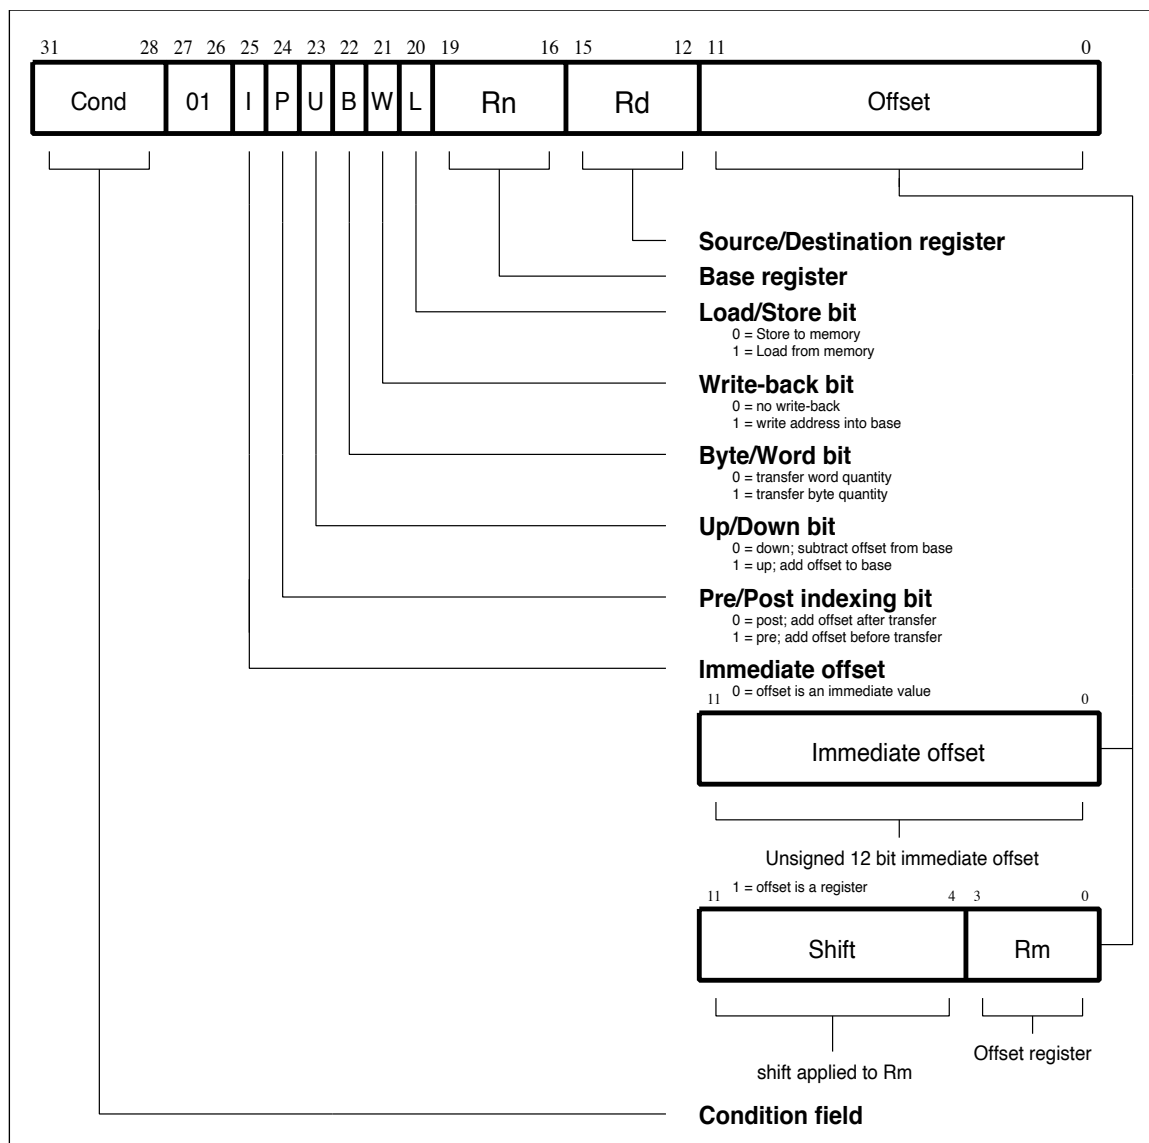 31 28 27 26 25 24 23 22 21 20 19 16 15 12 11 0
Cond 01 I P U B W L Rn Rd Offset
Source/Destination register
Base register
Load/Store bit
0 = Store to memory
1 = Load from memory
Write-back bit
0 = no write-back
1 = write address into base
Byte/Word bit
0 = transfer word quantity
1 = transfer byte quantity
Up/Down bit
0 = down; subtract offset from base
1 = up; add offset to base
Pre/Post indexing bit
0 = post; add offset after transfer
1 = pre; add offset before transfer
Immediate offset
0 = offset is an immediate value
11 0
Immediate offset
Unsigned 12 bit immediate offset
1 = offset is a register
11 4 3 0
Shift Rm
Offset register
shift applied to Rm
Condition field